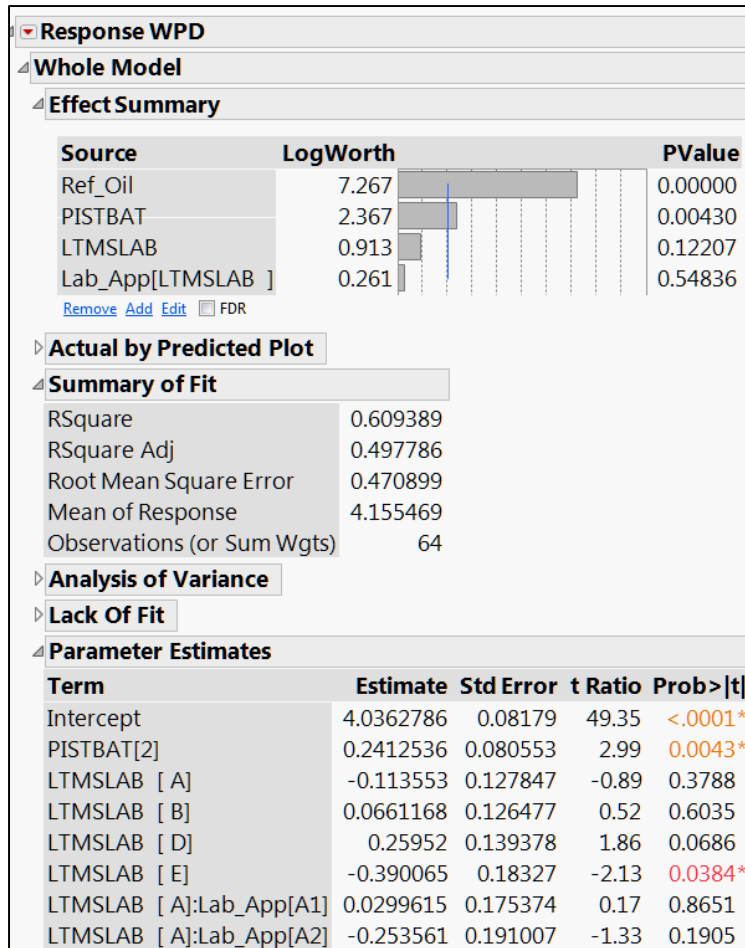 Response WPD
Whole Model
Effect Summary
Source LogWorth PValue
Ref_Oil 7.267 0.00000
PISTBAT 2.367 0.00430
LTMSLAB 0.913 0.12207
Lab_App[LTMSLAB ] 0.261 0.54836
Remove Add Edit FDR
Actual by Predicted Plot
Summary of Fit
RSquare 0.609389
RSquare Adj 0.497786
Root Mean Square Error 0.470899
Mean of Response 4.155469
Observations (or Sum Wgts) 64
Analysis of Variance
Lack Of Fit
Parameter Estimates
Term Estimate Std Error t Ratio Prob>|t|
Intercept 4.0362786 0.08179 49.35 <.0001*
PISTBAT[2] 0.2412536 0.080553 2.99 0.0043*
LTMSLAB [ A] -0.113553 0.127847 -0.89 0.3788
LTMSLAB [ B] 0.0661168 0.126477 0.52 0.6035
LTMSLAB [ D] 0.25952 0.139378 1.86 0.0686
LTMSLAB [ E] -0.390065 0.18327 -2.13 0.0384*
LTMSLAB [ A]:Lab_App[A1] 0.0299615 0.175374 0.17 0.8651
LTMSLAB [ A]:Lab_App[A2] -0.253561 0.191007 -1.33 0.1905